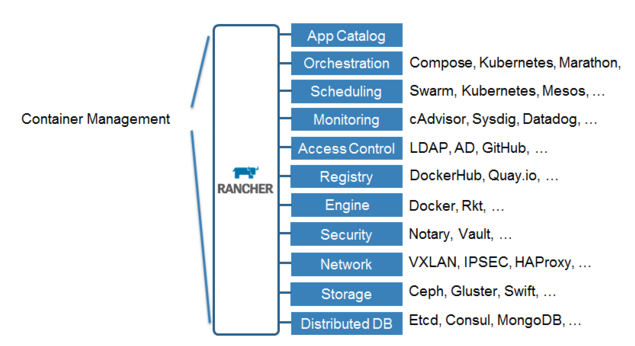 App Catalog
Orchestration Compose, Kubernetes, Marathon,
Scheduling Swarm, Kubernetes, Mesos, …
Container Management Monitoring cAdvisor, Sysdig, Datadog, …
Access Control LDAP, AD, GitHub, …
RANCHER Registry DockerHub, Quay.io, …
Engine Docker, Rkt, …
Security Notary, Vault, …
Network VXLAN, IPSEC, HAProxy, …
Storage Ceph, Gluster, Swift, …
Distributed DB Etcd, Consul, MongoDB, …